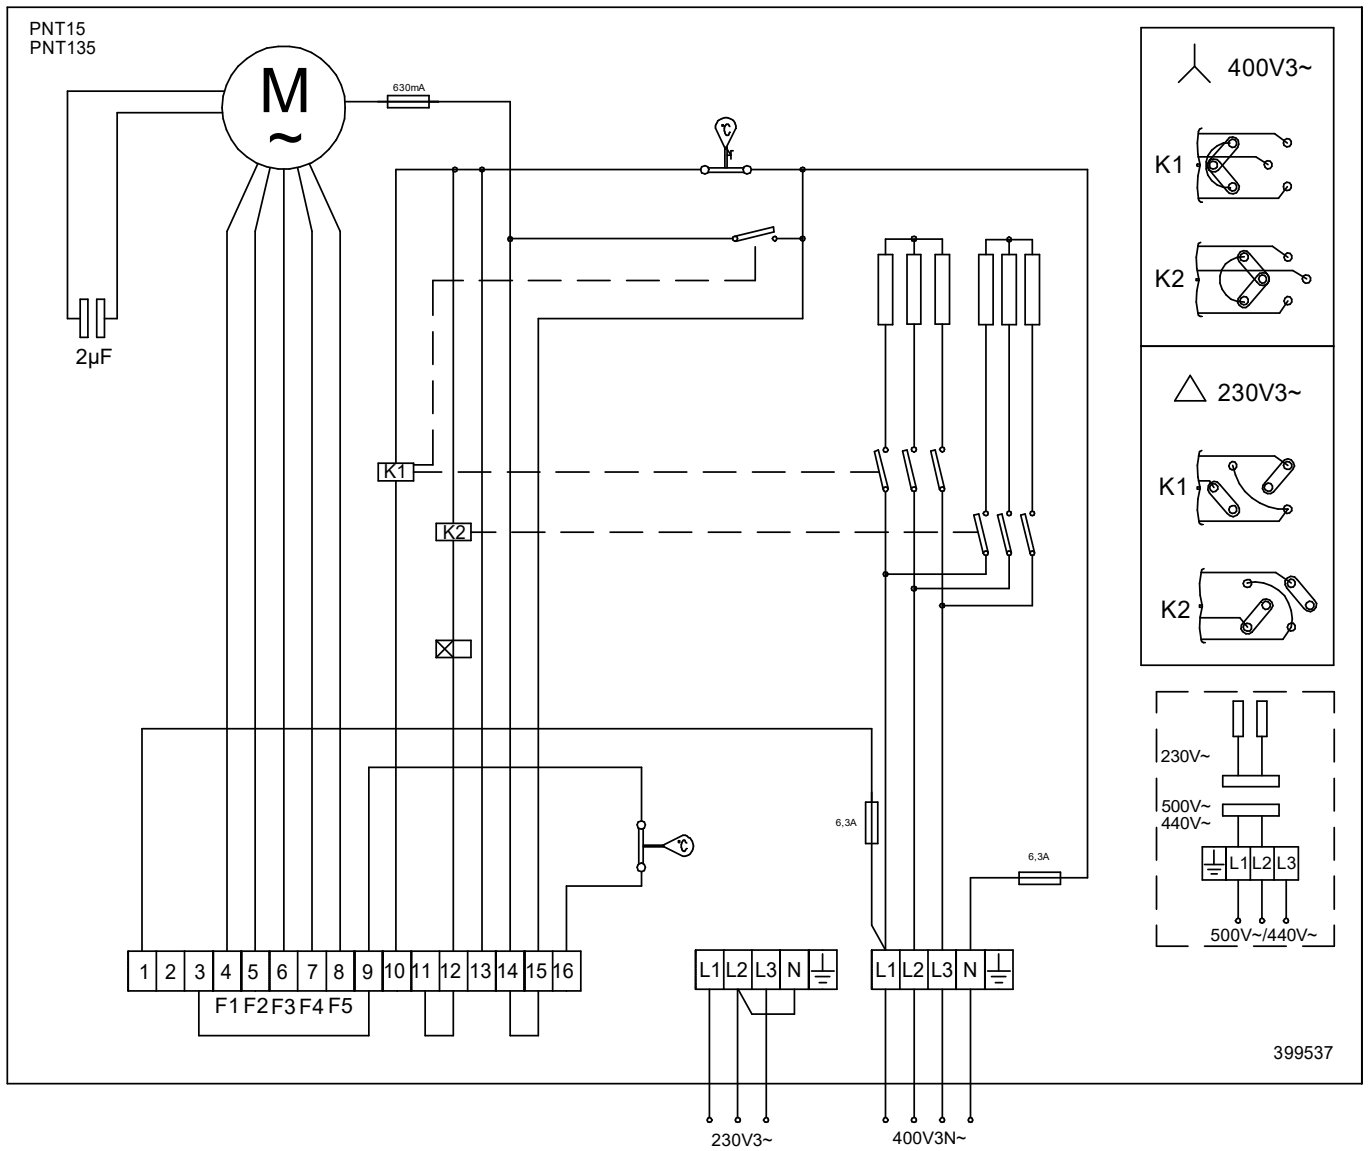 PNT15
PNT135
M
~
630mA
°C
400V3~
K1
K2
2µF
230V3~
K1
K2
K1
K2
230V~
500V~
440V~
L1 L2 L3
500V~/440V~
6,3A
°C
6,3A
1 2 3 4 5 6 7 8 9 10 11 12 13 14 15 16
F1 F2 F3 F4 F5
L1 L2 L3 N
L1 L2 L3 N
399537
230V3~
400V3N~